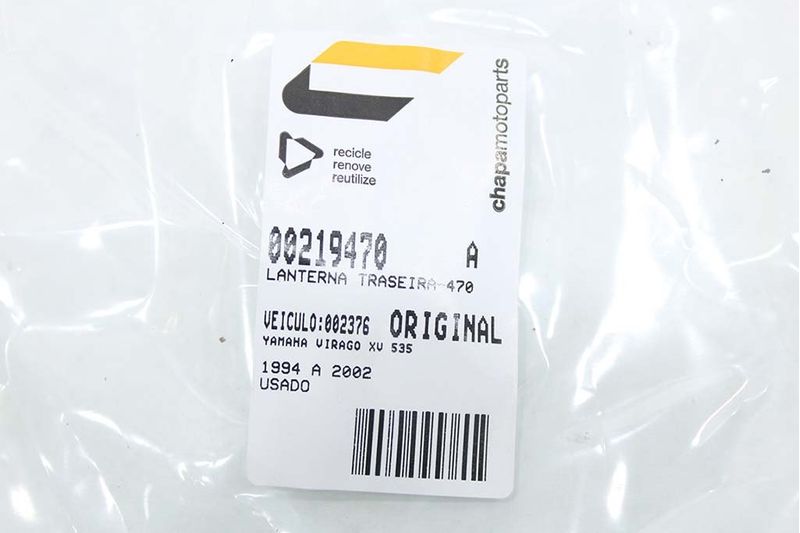 chapamotoparts
recicle
renove
reutilize
00219470 A
LANTERNA TRASEIRA-470
VEICULO:002376 ORIGINAL
YAMAHA VIRAGO XV 535
1994 A 2002
USADO